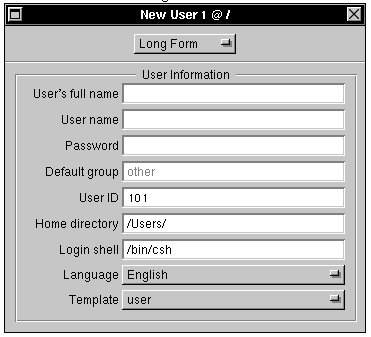 New User 1 @ /
Long Form
User Information
User's full name
User name
Password
Default group other
User ID 101
Home directory /Users/
Login shell /bin/csh
Language English
Template user